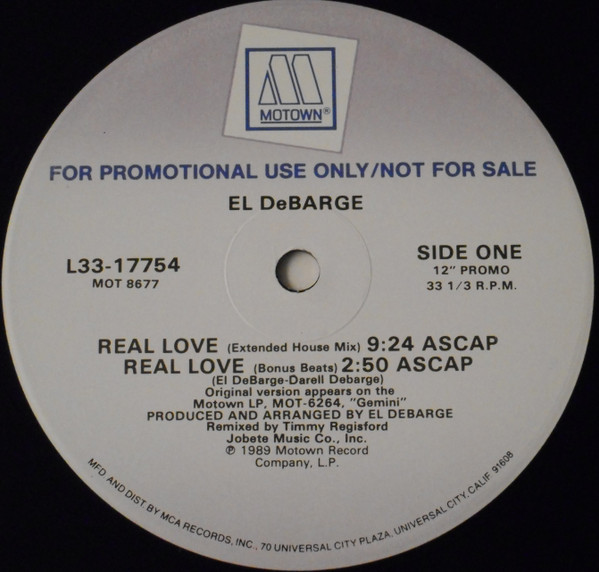 MOTOWN®
FOR PROMOTIONAL USE ONLY/NOT FOR SALE
EL DeBARGE
L33-17754
MOT 8677
SIDE ONE
12" PROMO
33 1/3 R.P.M.
REAL LOVE (Extended House Mix) 9:24 ASCAP
REAL LOVE (Bonus Beats) 2:50 ASCAP
(El DeBarge-Darell Debarge)
Original version appears on the
Motown LP, MOT-6264, "Gemini"
PRODUCED AND ARRANGED BY EL DEBARGE
Remixed by Timmy Regisford
Jobete Music Co., Inc.
℗ 1989 Motown Record
Company, L.P.
MFD AND DIST. BY MCA RECORDS, INC., 70 UNIVERSAL CITY PLAZA, UNIVERSAL CITY, CALIF. 91608